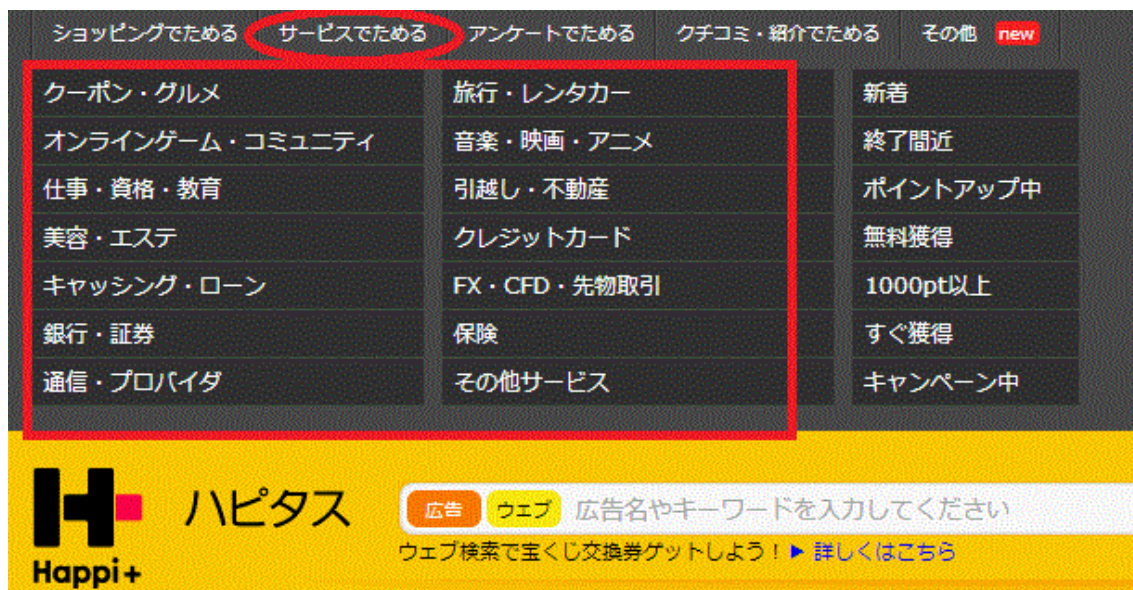 ショッピングでためる サービスでためる アンケートでためる クチコミ・紹介でためる その他 new
クーポン・グルメ 旅行・レンタカー 新着
オンラインゲーム・コミュニティ 音楽・映画・アニメ 終了間近
仕事・資格・教育 引越し・不動産 ポイントアップ中
美容・エステ クレジットカード 無料獲得
キャッシング・ローン FX・CFD・先物取引 1000pt以上
銀行・証券 保険 すぐ獲得
通信・プロバイダ その他サービス キャンペーン中
ハピタス 広告 ウェブ 広告名やキーワードを入力してください
ウェブ検索で宝くじ交換券ゲットしよう！▶ 詳しくはこちら
Happi+